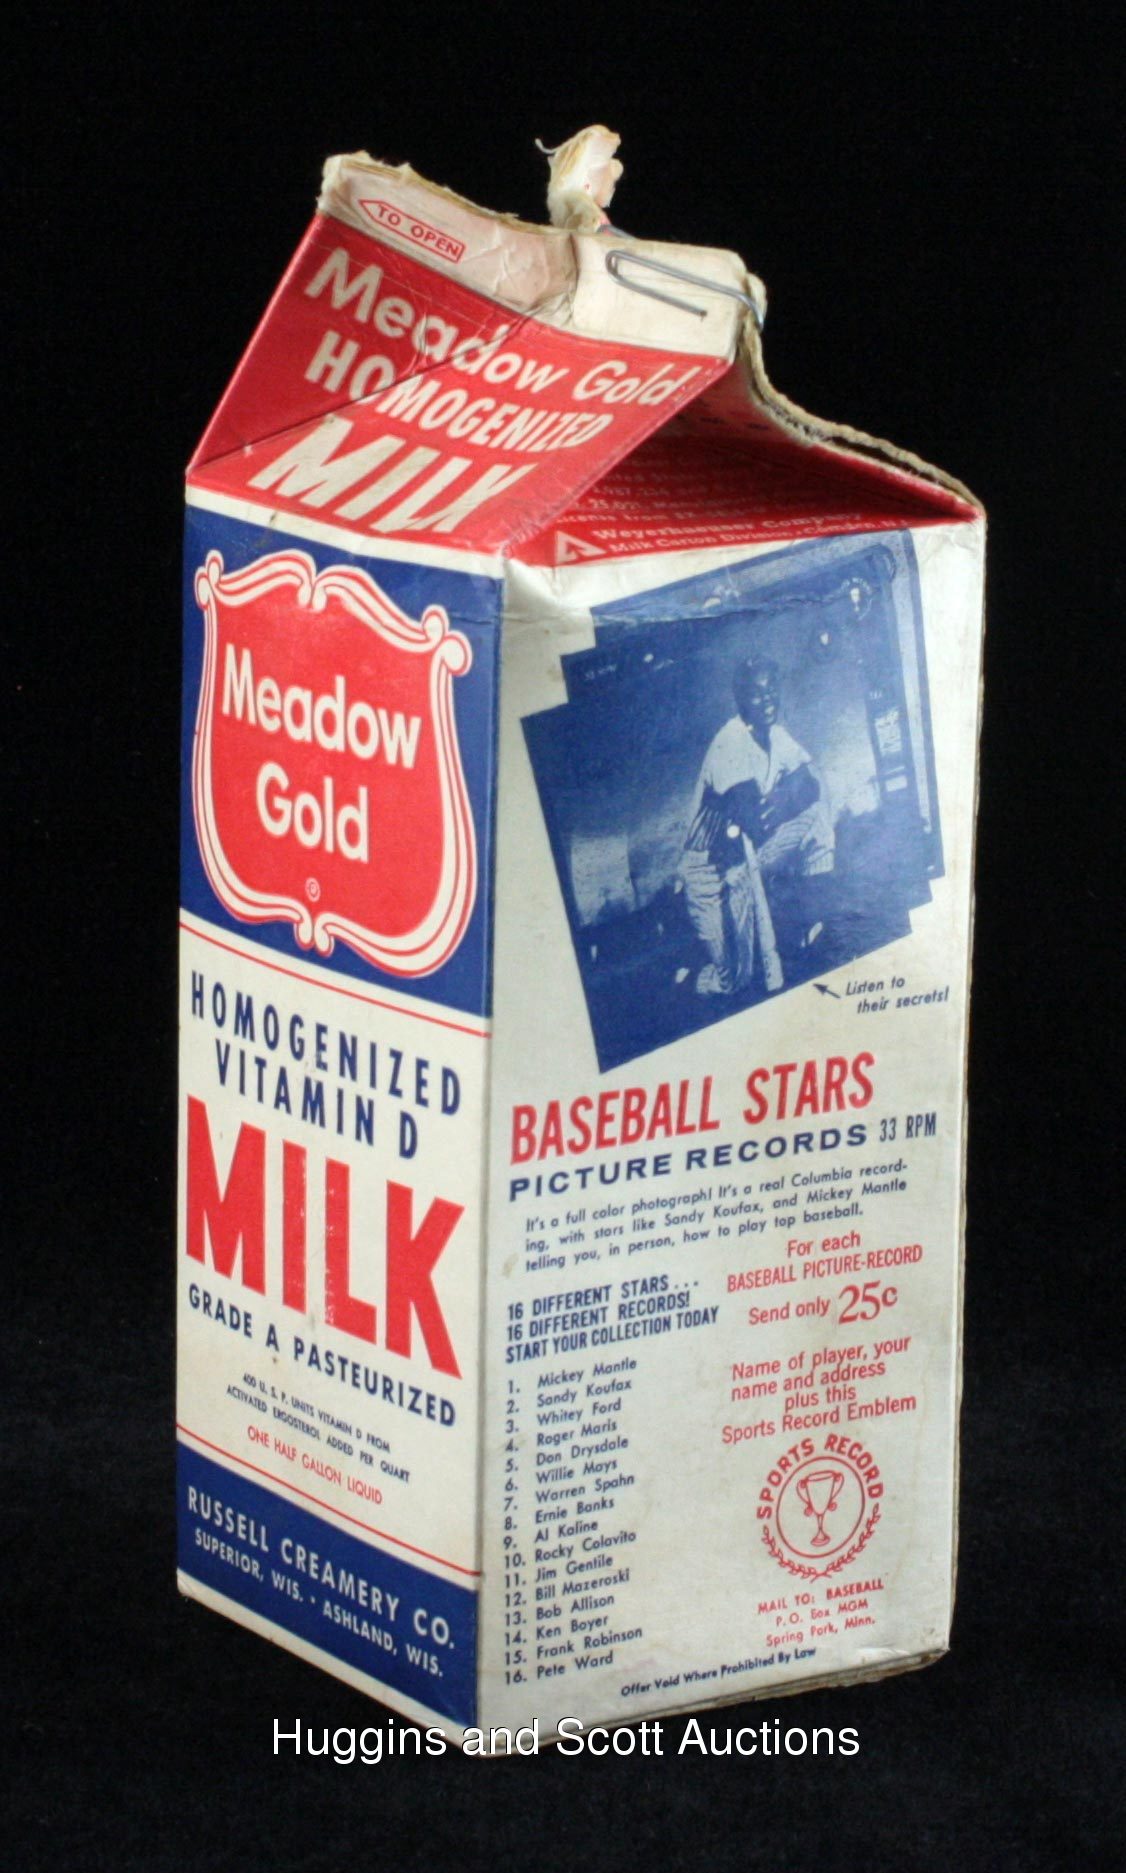 TO OPEN
Meadow Gold
HOMOGENIZED
MILK
Weyerhaeuser Company
Milk Carton Division
Meadow
Gold
®
HOMOGENIZED
VITAMIN D
MILK
GRADE A PASTEURIZED
400 U. S. P. UNITS VITAMIN D FROM
ACTIVATED ERGOSTEROL ADDED PER QUART
ONE HALF GALLON LIQUID
RUSSELL CREAMERY CO.
SUPERIOR, WIS. • ASHLAND, WIS.
Listen to
their secrets!
BASEBALL STARS
PICTURE RECORDS 33 RPM
It's a full color photograph! It's a real Columbia record-
ing, with stars like Sandy Koufax, and Mickey Mantle
telling you, in person, how to play top baseball.
16 DIFFERENT STARS...
16 DIFFERENT RECORDS!
START YOUR COLLECTION TODAY
1. Mickey Mantle
2. Sandy Koufax
3. Whitey Ford
4. Roger Maris
5. Don Drysdale
6. Willie Mays
7. Warren Spahn
8. Ernie Banks
9. Al Kaline
10. Rocky Colavito
11. Jim Gentile
12. Bill Mazeroski
13. Bob Allison
14. Ken Boyer
15. Frank Robinson
16. Pete Ward
For each
BASEBALL PICTURE-RECORD
Send only 25c
Name of player, your
name and address
plus this
Sports Record Emblem
SPORTS RECORD
MAIL TO: BASEBALL
P. O. Box MGM
Spring Park, Minn.
Offer Void Where Prohibited By Law
Huggins and Scott Auctions